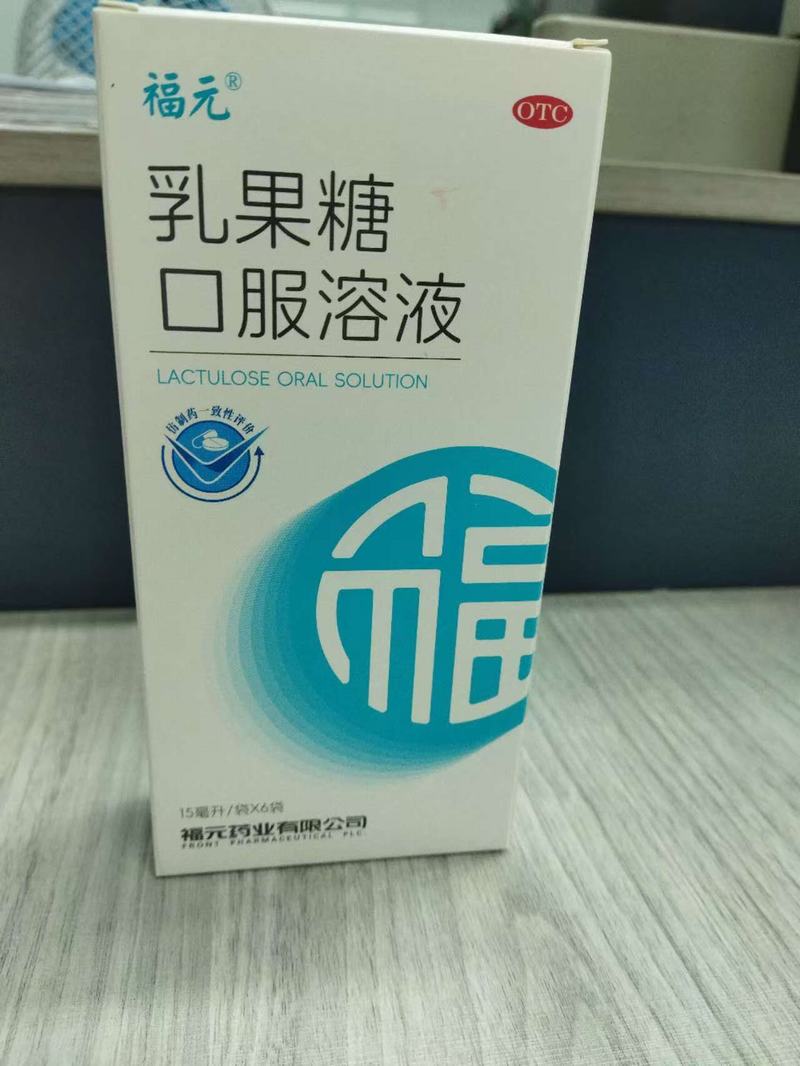 福元®
OTC
乳果糖
口服溶液
LACTULOSE ORAL SOLUTION
仿制药一致性评价
福
15毫升/袋X6袋
福元药业有限公司
FRONT PHARMACEUTICAL PLC.